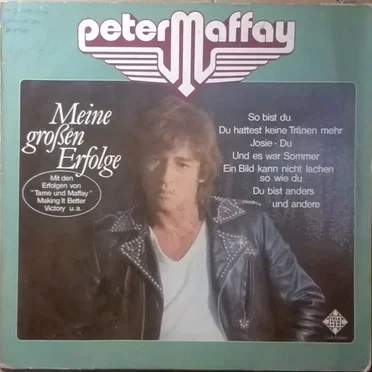 peter Maffay
Meine
großen
Erfolge
Mit den
Erfolgen von
"Tame und Maffay"
Making It Better
Victory u. a.
So bist du
Du hattest keine Tränen mehr
Josie - Du
Und es war Sommer
Ein Bild kann nicht lachen
so wie du
Du bist anders
und andere